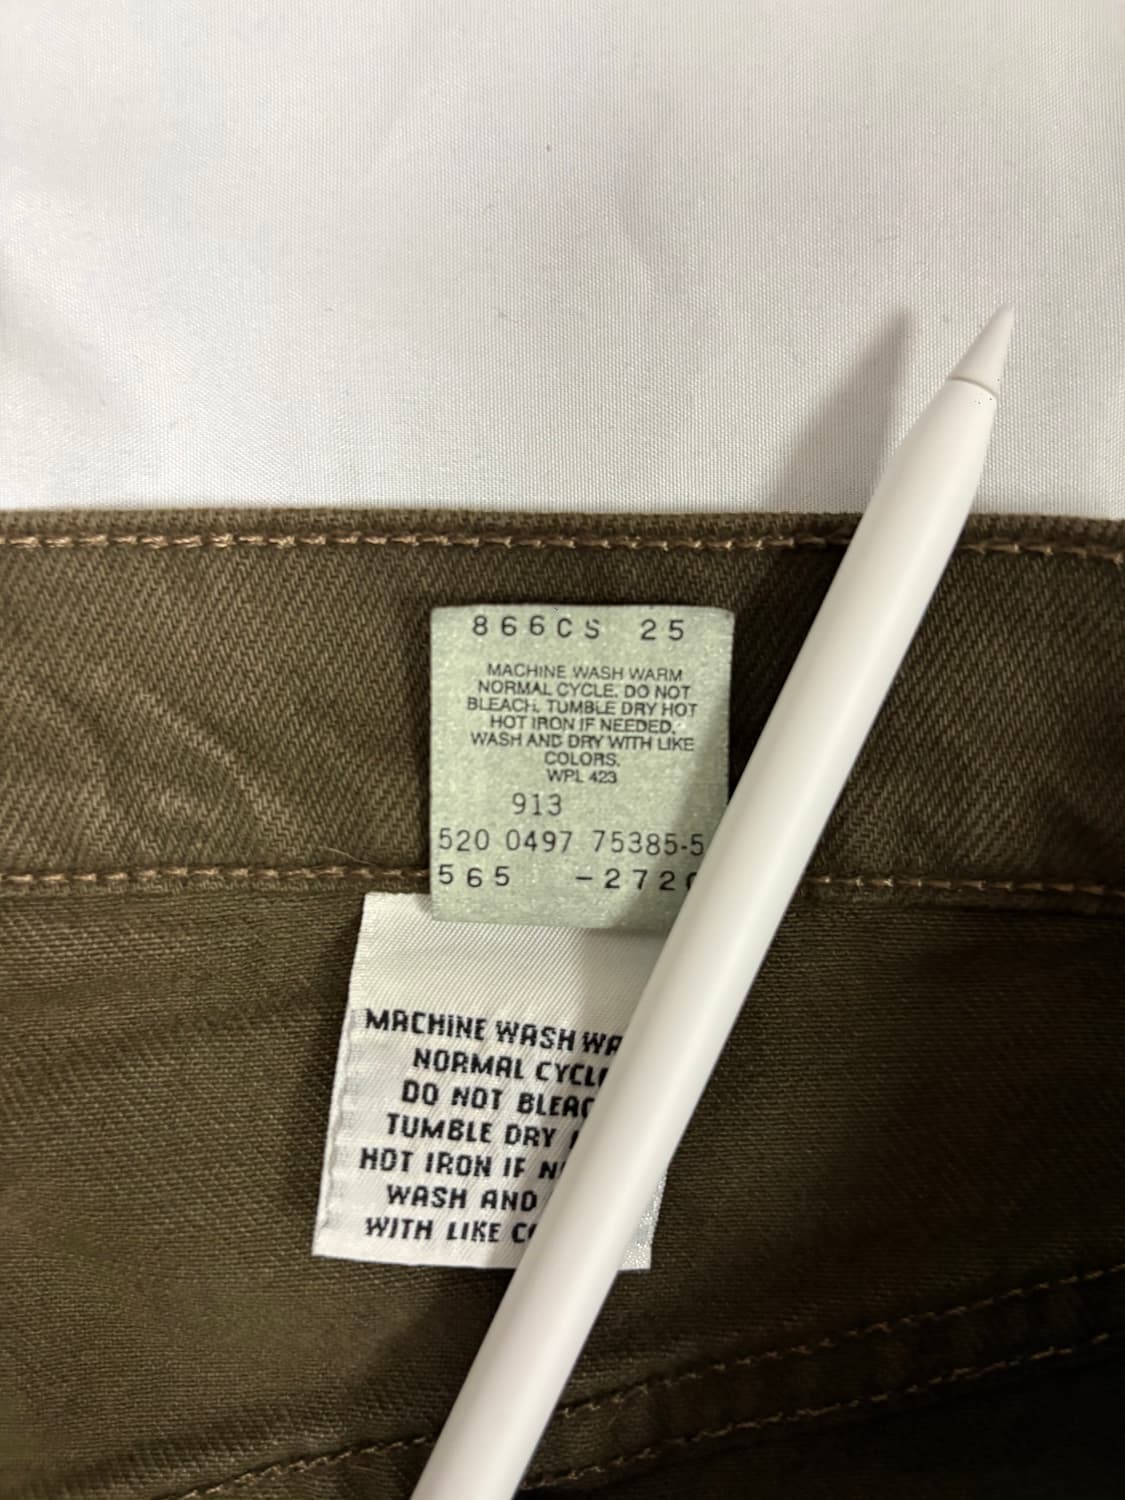 866CS 25
MACHINE WASH WARM
NORMAL CYCLE. DO NOT
BLEACH. TUMBLE DRY HOT
HOT IRON IF NEEDED.
WASH AND DRY WITH LIKE
COLORS.
WPL 423
913
520 0497 75385-5
565 -272
MACHINE WASH
NORMAL
DO NOT
TUMBLE DRY
HOT IRON IF
WASH AND
WITH LIKE